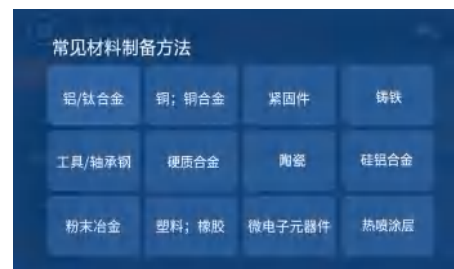 常见材料制备方法
铝/钛合金
铜；铜合金
紧固件
铸铁
工具/轴承钢
硬质合金
陶瓷
硅铝合金
粉末冶金
塑料；橡胶
微电子元器件
热喷涂层